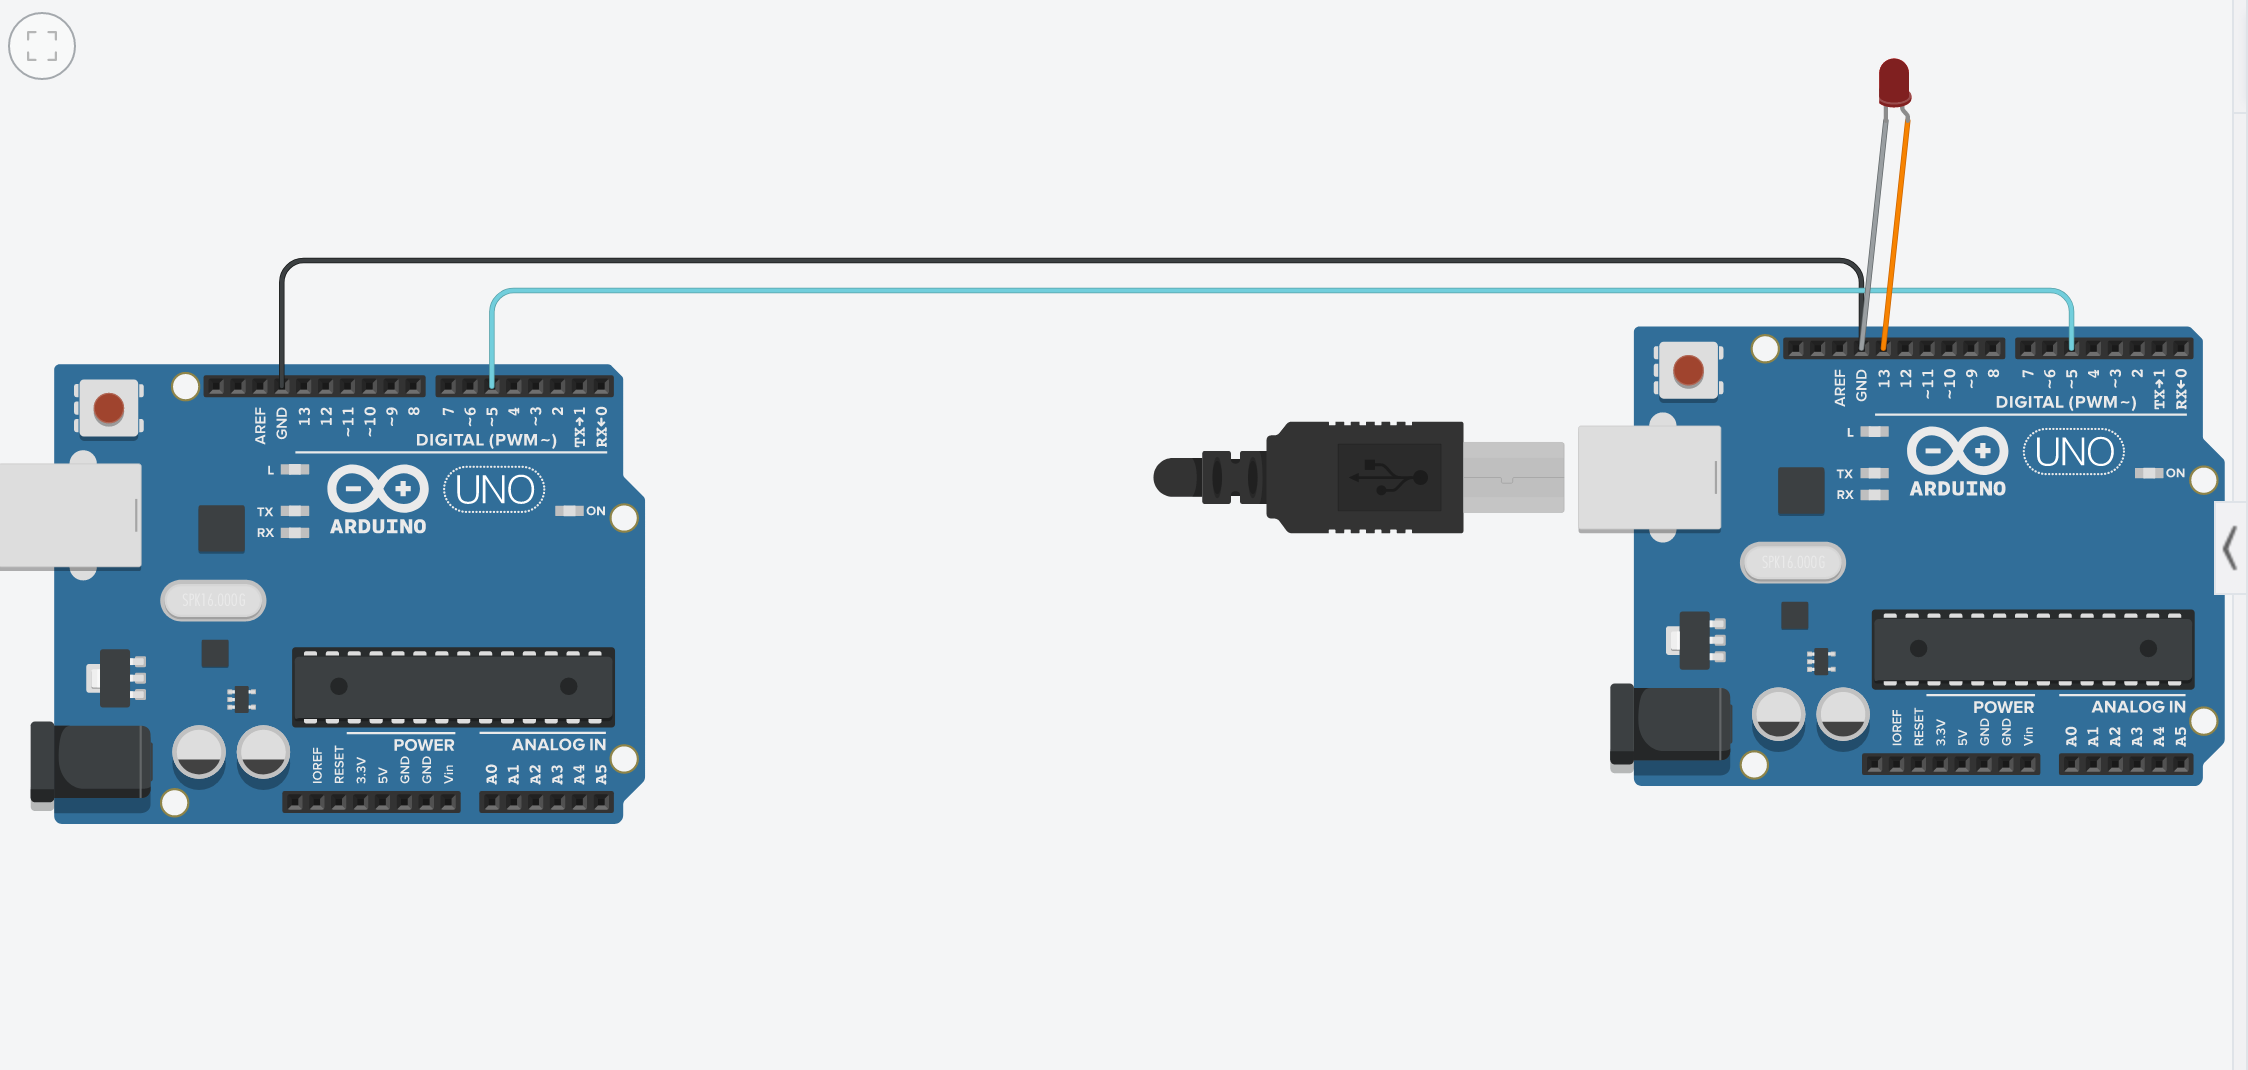 AREF
GND
13
12
~11
~10
~9
8
7
~6
~5
4
~3
2
TX→1
RX←0
DIGITAL (PWM~)
L
TX
RX
ARDUINO
UNO
ON
SPK16.000G
IOREF
RESET
3.3V
5V
GND
GND
Vin
POWER
ANALOG IN
A0
A1
A2
A3
A4
A5
AREF
GND
13
12
~11
~10
~9
8
7
~6
~5
4
~3
2
TX→1
RX←0
DIGITAL (PWM~)
L
TX
RX
ARDUINO
UNO
ON
SPK16.000G
POWER
ANALOG IN
IOREF
RESET
3.3V
5V
GND
GND
Vin
A0
A1
A2
A3
A4
A5